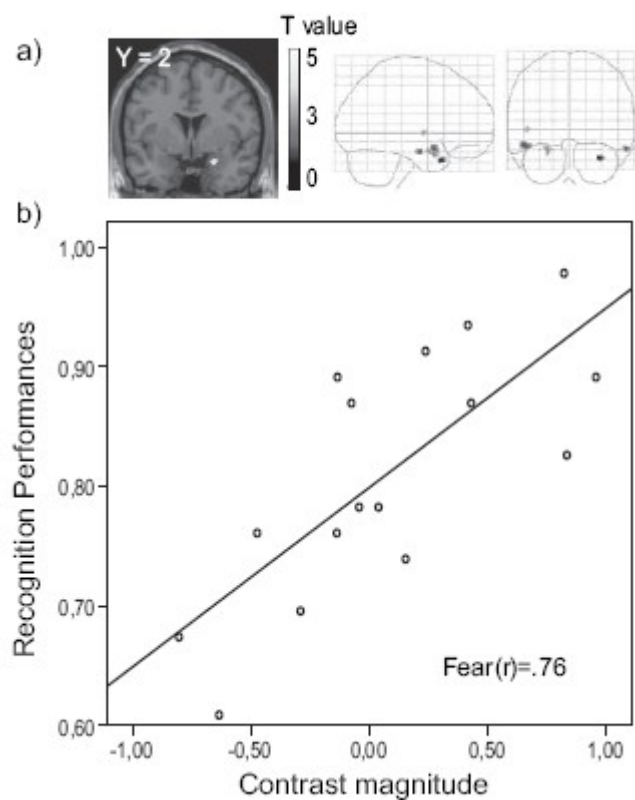 a)
Y = 2
T value
5
3
0
b)
Recognition Performances
1,00
0,90
0,80
0,70
0,60
Fear(r)=.76
-1,00
-0,50
0,00
0,50
1,00
Contrast magnitude